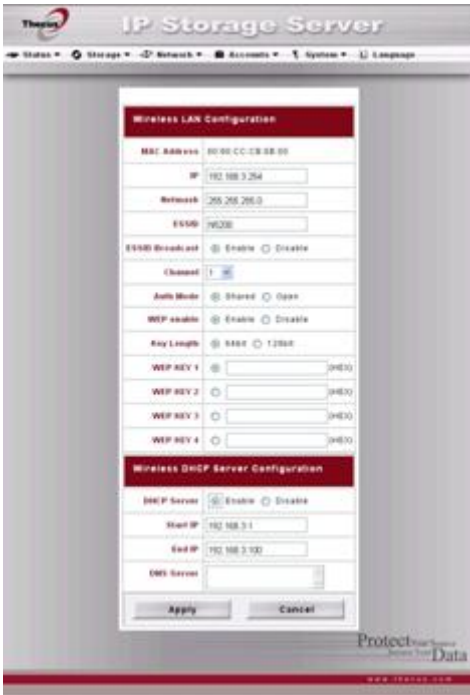 Thecus
IP Storage Server
Status Storage Network Accounts System Language
Wireless LAN Configuration
MAC Address
IP 192.168.3.254
Netmask 255.255.255.0
ESSID N4200
ESSID Broadcast Enable Disable
Channel 1
Auth Mode Shared Open
WEP enable Enable Disable
Key Length 64bit 128bit
WEP KEY 1 (HEX)
WEP KEY 2 (HEX)
WEP KEY 3 (HEX)
WEP KEY 4 (HEX)
Wireless DHCP Server Configuration
DHCP Server Enable Disable
Start IP 192.168.3.1
End IP 192.168.3.100
DNS Server
Apply Cancel
Protect
Data
www.thecus.com